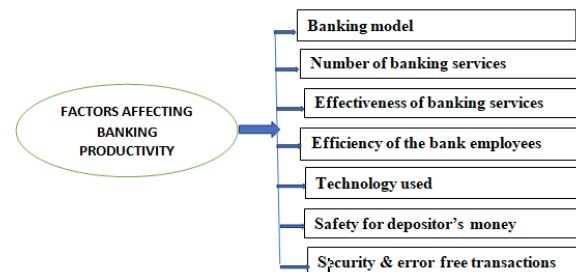 FACTORS AFFECTING
BANKING
PRODUCTIVITY
Banking model
Number of banking services
Effectiveness of banking services
Efficiency of the bank employees
Technology used
Safety for depositor's money
Security & error free transactions